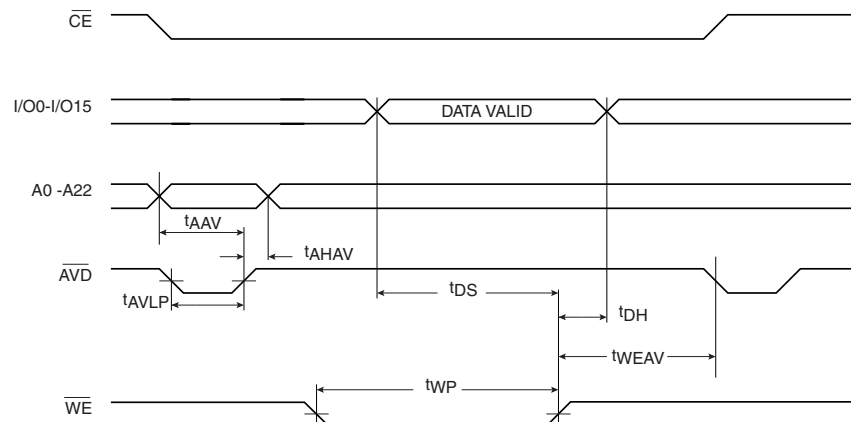 CE
I/O0-I/O15
DATA VALID
A0 -A22
tAAV
tAHAV
AVD
tAVLP
tDS
tDH
tWEAV
tWP
WE